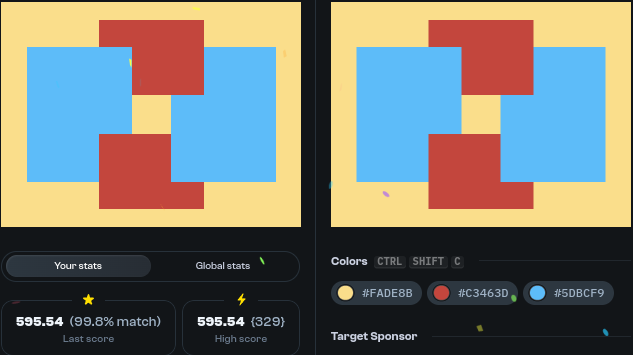 Your stats
Global stats
595.54 (99.8% match)
Last score
595.54 {329}
High score
Colors CTRL SHIFT C
#FADE8B
#C3463D
#5DBCF9
Target Sponsor